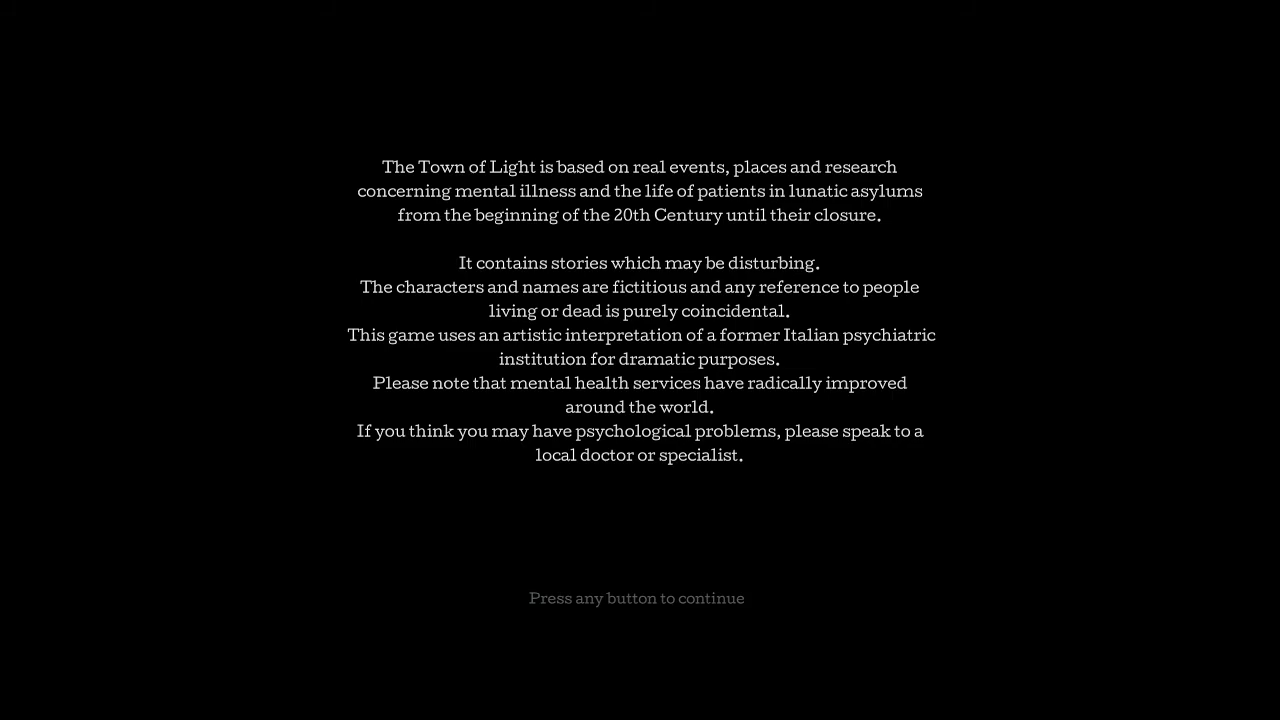 The Town of Light is based on real events, places and research
concerning mental illness and the life of patients in lunatic asylums
from the beginning of the 20th Century until their closure.
It contains stories which may be disturbing.
The characters and names are fictitious and any reference to people
living or dead is purely coincidental.
This game uses an artistic interpretation of a former Italian psychiatric
institution for dramatic purposes.
Please note that mental health services have radically improved
around the world.
If you think you may have psychological problems, please speak to a
local doctor or specialist.
Press any button to continue